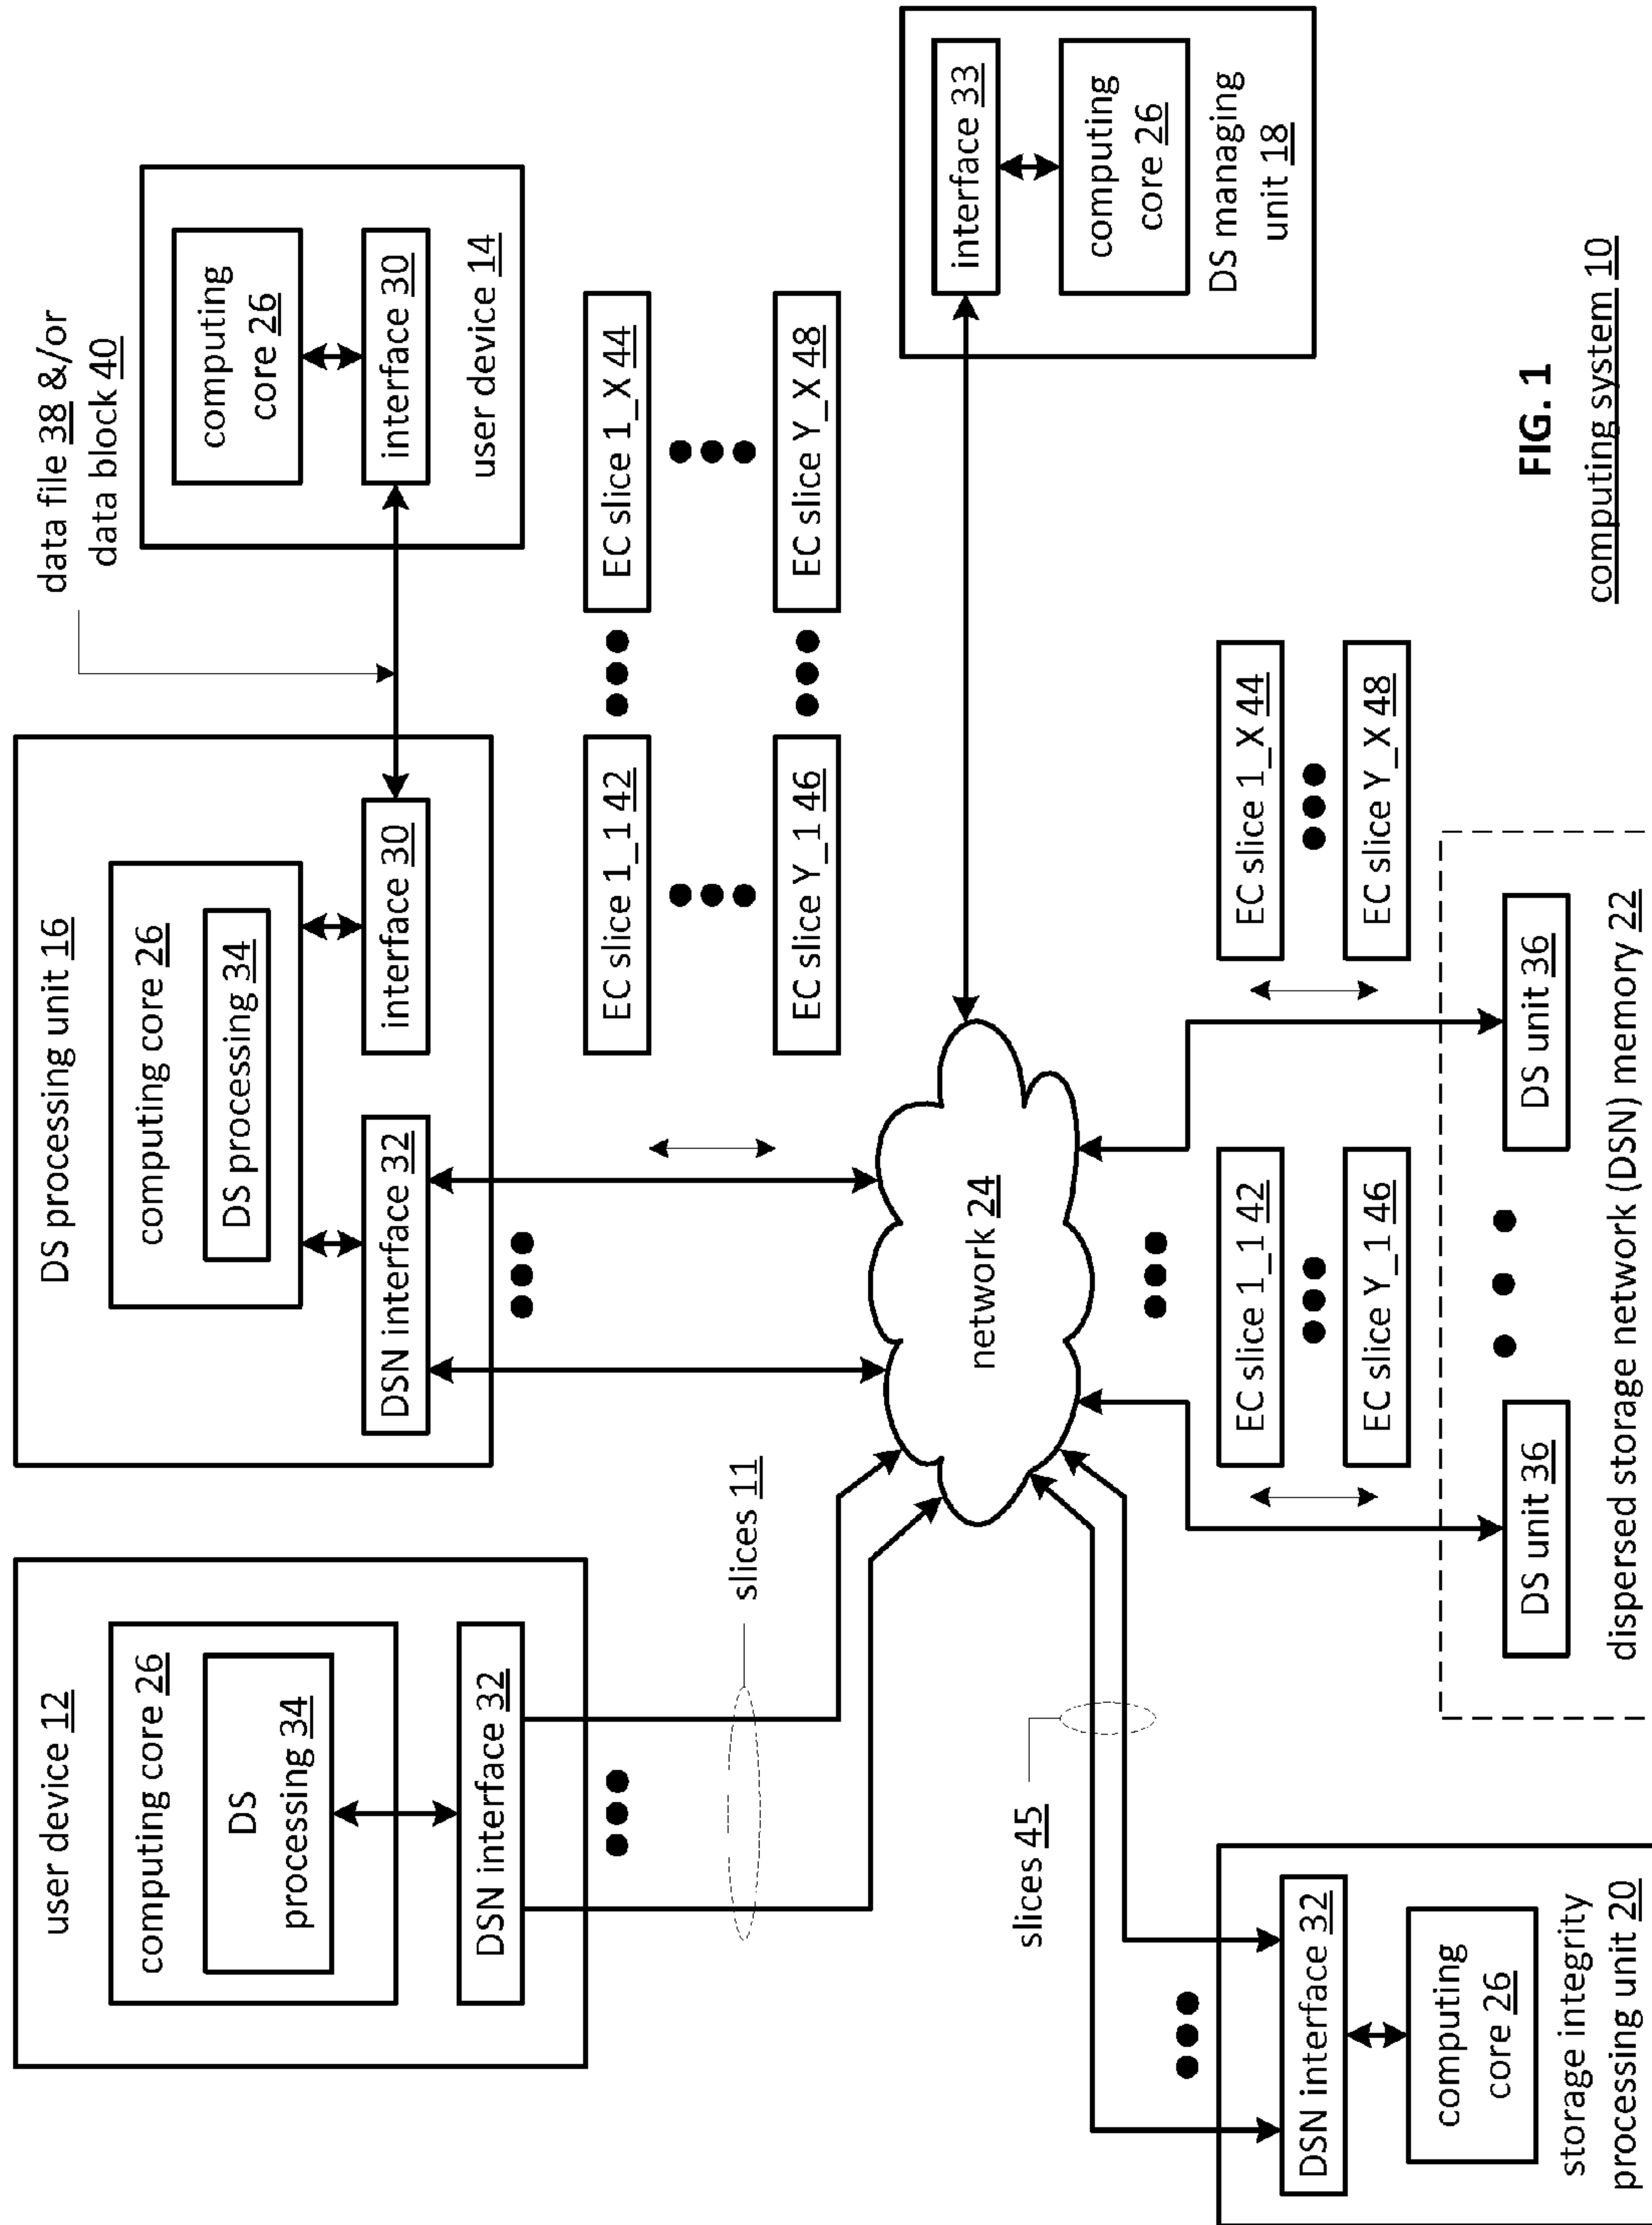 user device 12
computing core 26
DS
processing 34
DSN interface 32
slices 11
DS processing unit 16
computing core 26
DS processing 34
DSN interface 32
interface 30
data file 38 &/or
data block 40
computing
core 26
interface 30
user device 14
EC slice 1_1 42
EC slice 1_X 44
EC slice Y_1 46
EC slice Y_X 48
network 24
interface 33
computing
core 26
DS managing
unit 18
slices 45
DSN interface 32
computing
core 26
storage integrity
processing unit 20
EC slice 1_1 42
EC slice Y_1 46
EC slice 1_X 44
EC slice Y_X 48
DS unit 36
DS unit 36
dispersed storage network (DSN) memory 22
FIG. 1
computing system 10